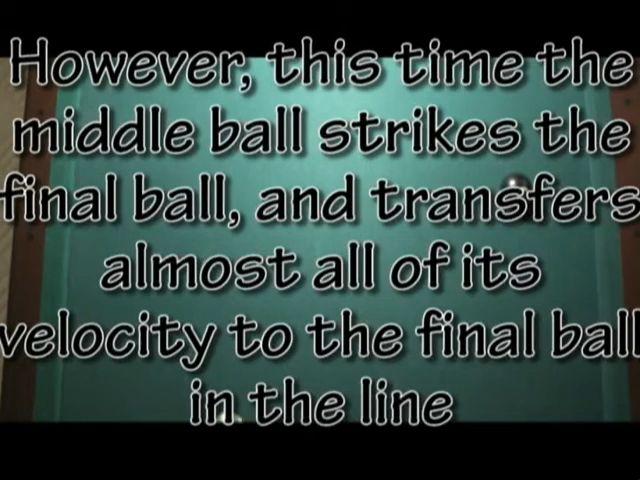 However, this time the
middle ball strikes the
final ball, and transfers
almost all of its
velocity to the final ball
in the line